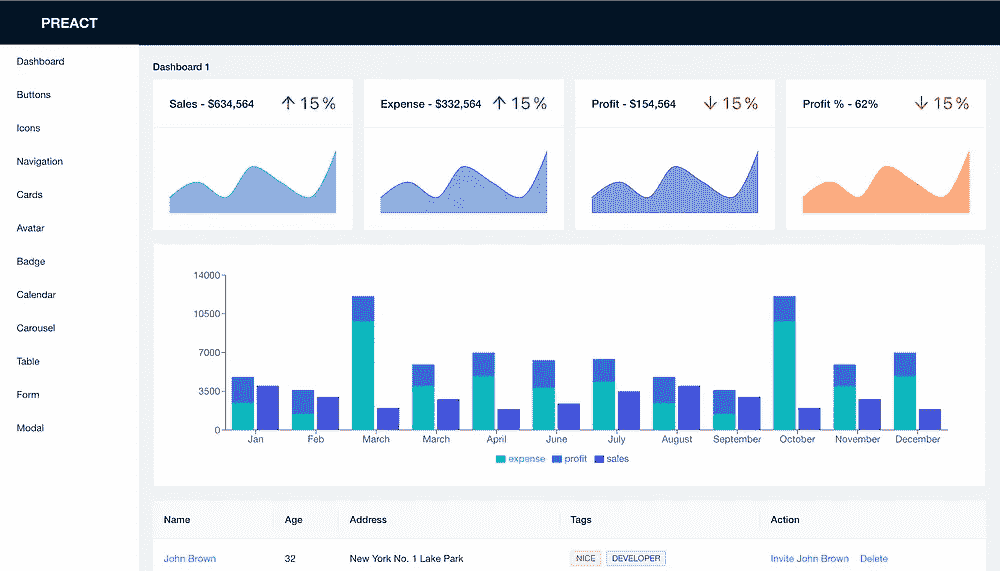 PREACT
Dashboard
Buttons
Icons
Navigation
Cards
Avatar
Badge
Calendar
Carousel
Table
Form
Modal
Dashboard 1
Sales - $634,564 ↑ 15 %
Expense - $332,564 ↑ 15 %
Profit - $154,564 ↓ 15 %
Profit % - 62% ↓ 15 %
14000
10500
7000
3500
0
Jan Feb March March April June July August September October November December
expense profit sales
Name Age Address Tags Action
John Brown 32 New York No. 1 Lake Park NICE DEVELOPER Invite John Brown Delete